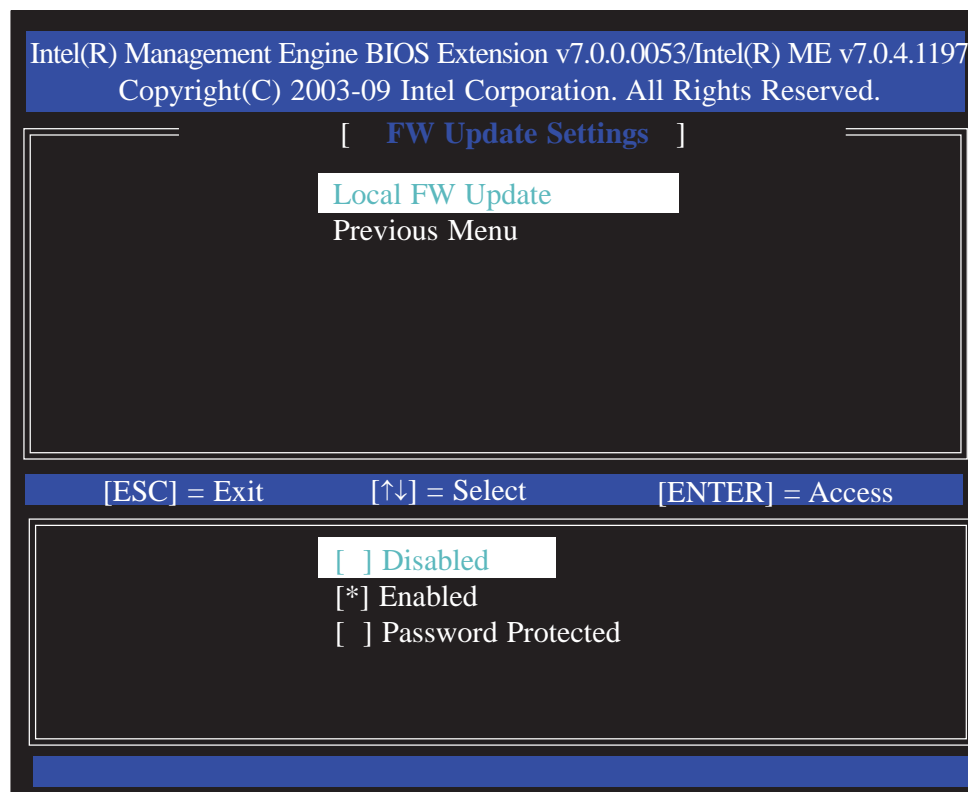 Intel(R) Management Engine BIOS Extension v7.0.0.0053/Intel(R) ME v7.0.4.1197
Copyright(C) 2003-09 Intel Corporation. All Rights Reserved.
[ FW Update Settings ]
Local FW Update
Previous Menu
[ESC] = Exit [↑↓] = Select [ENTER] = Access
[ ] Disabled
[*] Enabled
[ ] Password Protected